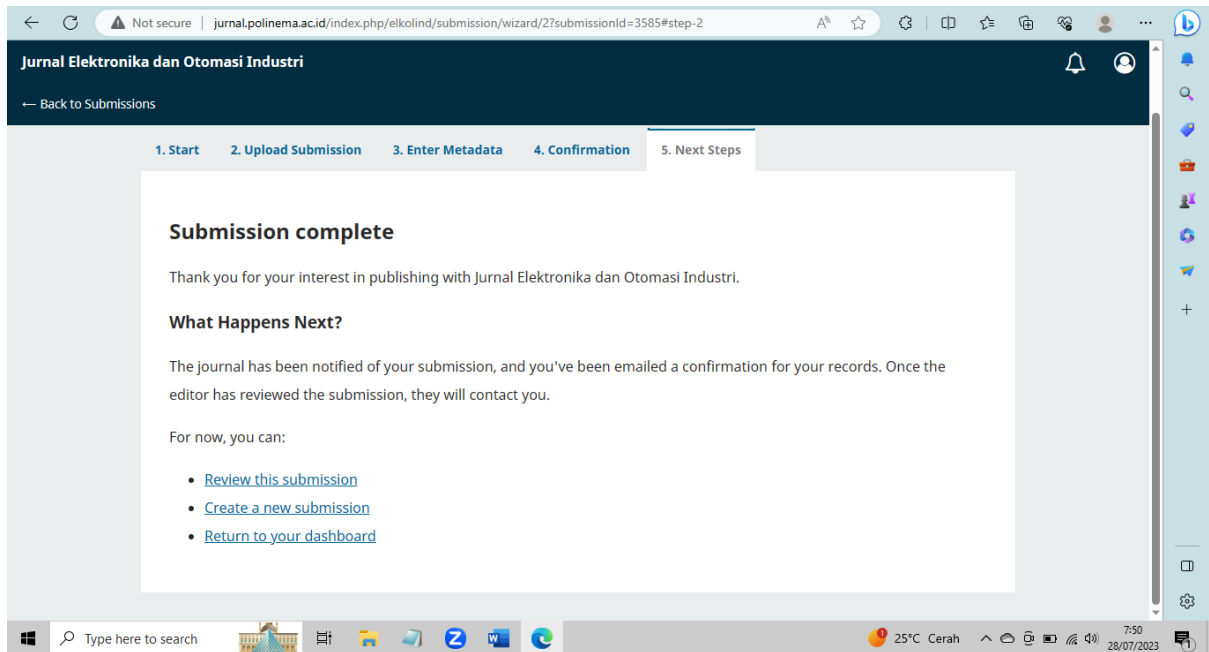 Not secure | jurnal.polinema.ac.id/index.php/elkolind/submission/wizard/2?submissionId=3585#step-2
Jurnal Elektronika dan Otomasi Industri
← Back to Submissions
1. Start 2. Upload Submission 3. Enter Metadata 4. Confirmation 5. Next Steps
Submission complete
Thank you for your interest in publishing with Jurnal Elektronika dan Otomasi Industri.
What Happens Next?
The journal has been notified of your submission, and you've been emailed a confirmation for your records. Once the
editor has reviewed the submission, they will contact you.
For now, you can:
• Review this submission
• Create a new submission
• Return to your dashboard
Type here to search
25°C Cerah
7:50
28/07/2023